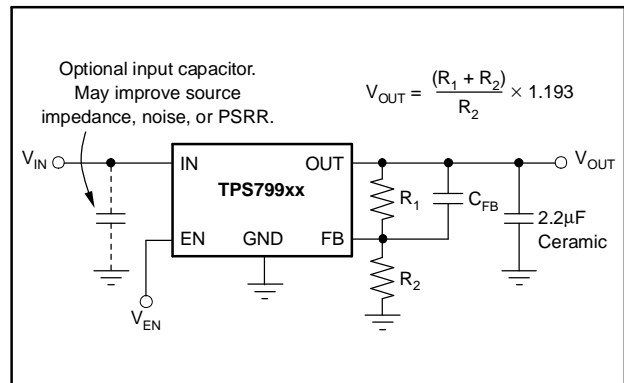 Optional input capacitor.
May improve source
impedance, noise, or PSRR.
V_OUT = (R_1 + R_2) / R_2 × 1.193
V_IN
IN
OUT
V_OUT
TPS799xx
R_1
C_FB
EN
GND
FB
2.2µF
Ceramic
R_2
V_EN